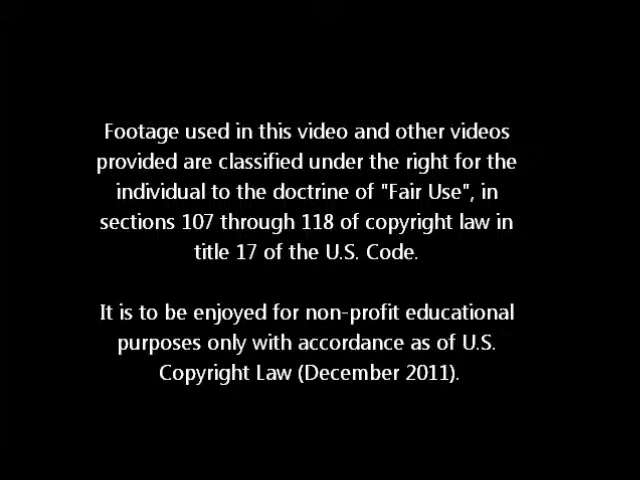 Footage used in this video and other videos
provided are classified under the right for the
individual to the doctrine of "Fair Use", in
sections 107 through 118 of copyright law in
title 17 of the U.S. Code.
It is to be enjoyed for non-profit educational
purposes only with accordance as of U.S.
Copyright Law (December 2011).